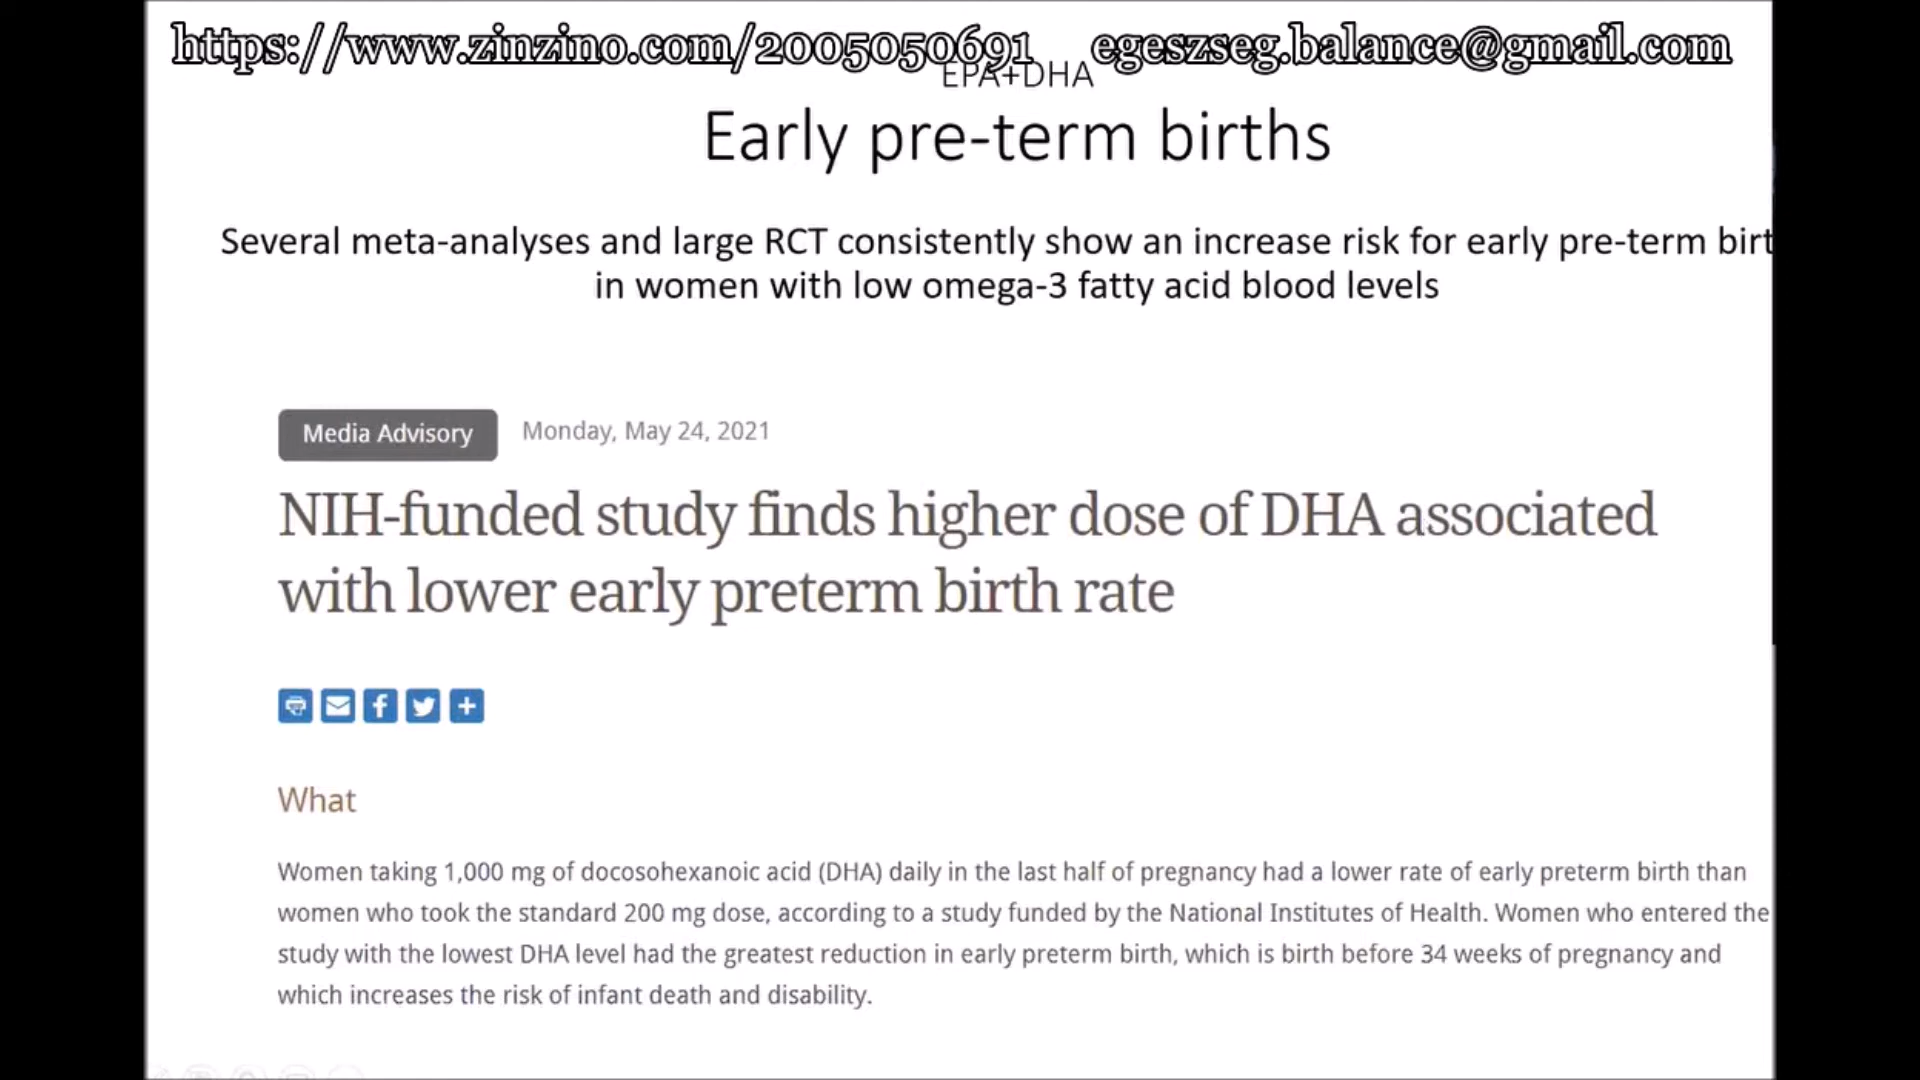 https://www.zinzino.com/2005050691 egeszseg.balance@gmail.com
EPA+DHA
Early pre-term births
Several meta-analyses and large RCT consistently show an increase risk for early pre-term birt
in women with low omega-3 fatty acid blood levels
Media Advisory Monday, May 24, 2021
NIH-funded study finds higher dose of DHA associated
with lower early preterm birth rate
What
Women taking 1,000 mg of docosohexanoic acid (DHA) daily in the last half of pregnancy had a lower rate of early preterm birth than
women who took the standard 200 mg dose, according to a study funded by the National Institutes of Health. Women who entered the
study with the lowest DHA level had the greatest reduction in early preterm birth, which is birth before 34 weeks of pregnancy and
which increases the risk of infant death and disability.